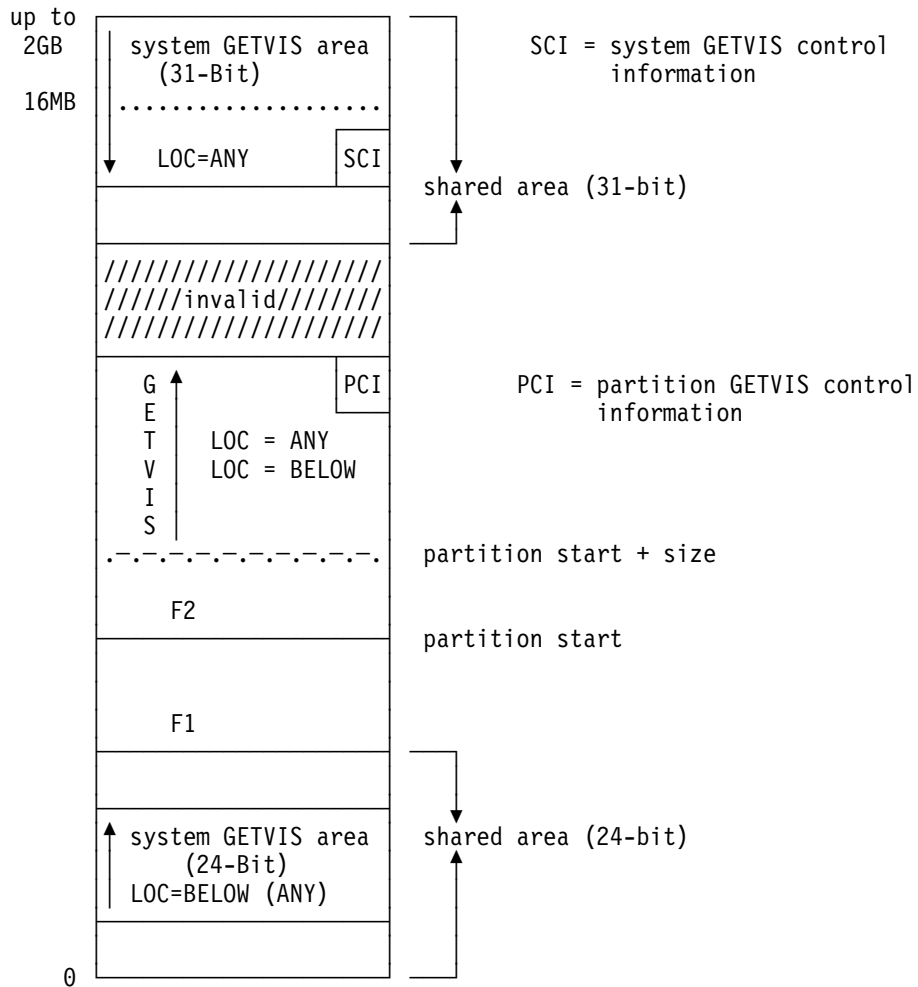 up to
2GB
system GETVIS area
(31-Bit)
SCI = system GETVIS control
information
16MB
....................
LOC=ANY
SCI
shared area (31-bit)
/////////////////////
//////invalid////////
/////////////////////
G
E
T
V
I
S
PCI
PCI = partition GETVIS control
information
LOC = ANY
LOC = BELOW
partition start + size
F2
partition start
F1
system GETVIS area
(24-Bit)
LOC=BELOW (ANY)
shared area (24-bit)
0